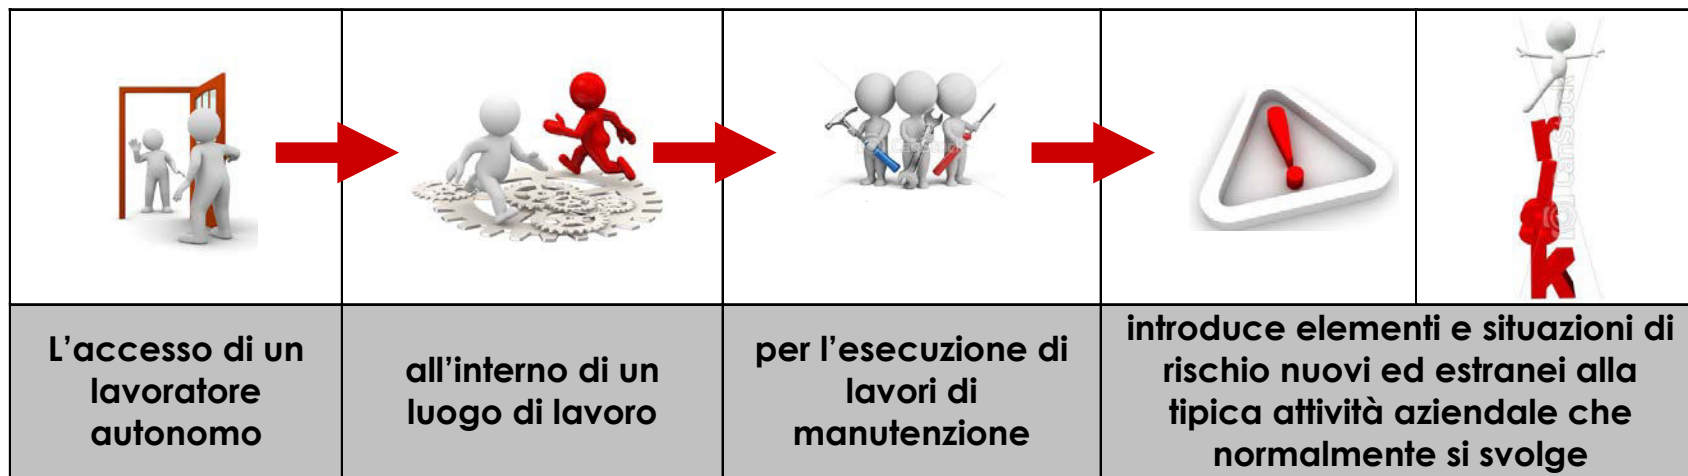 L’accesso di un
lavoratore
autonomo
all’interno di un
luogo di lavoro
per l’esecuzione di
lavori di
manutenzione
introduce elementi e situazioni di
rischio nuovi ed estranei alla
tipica attività aziendale che
normalmente si svolge
r
i
k